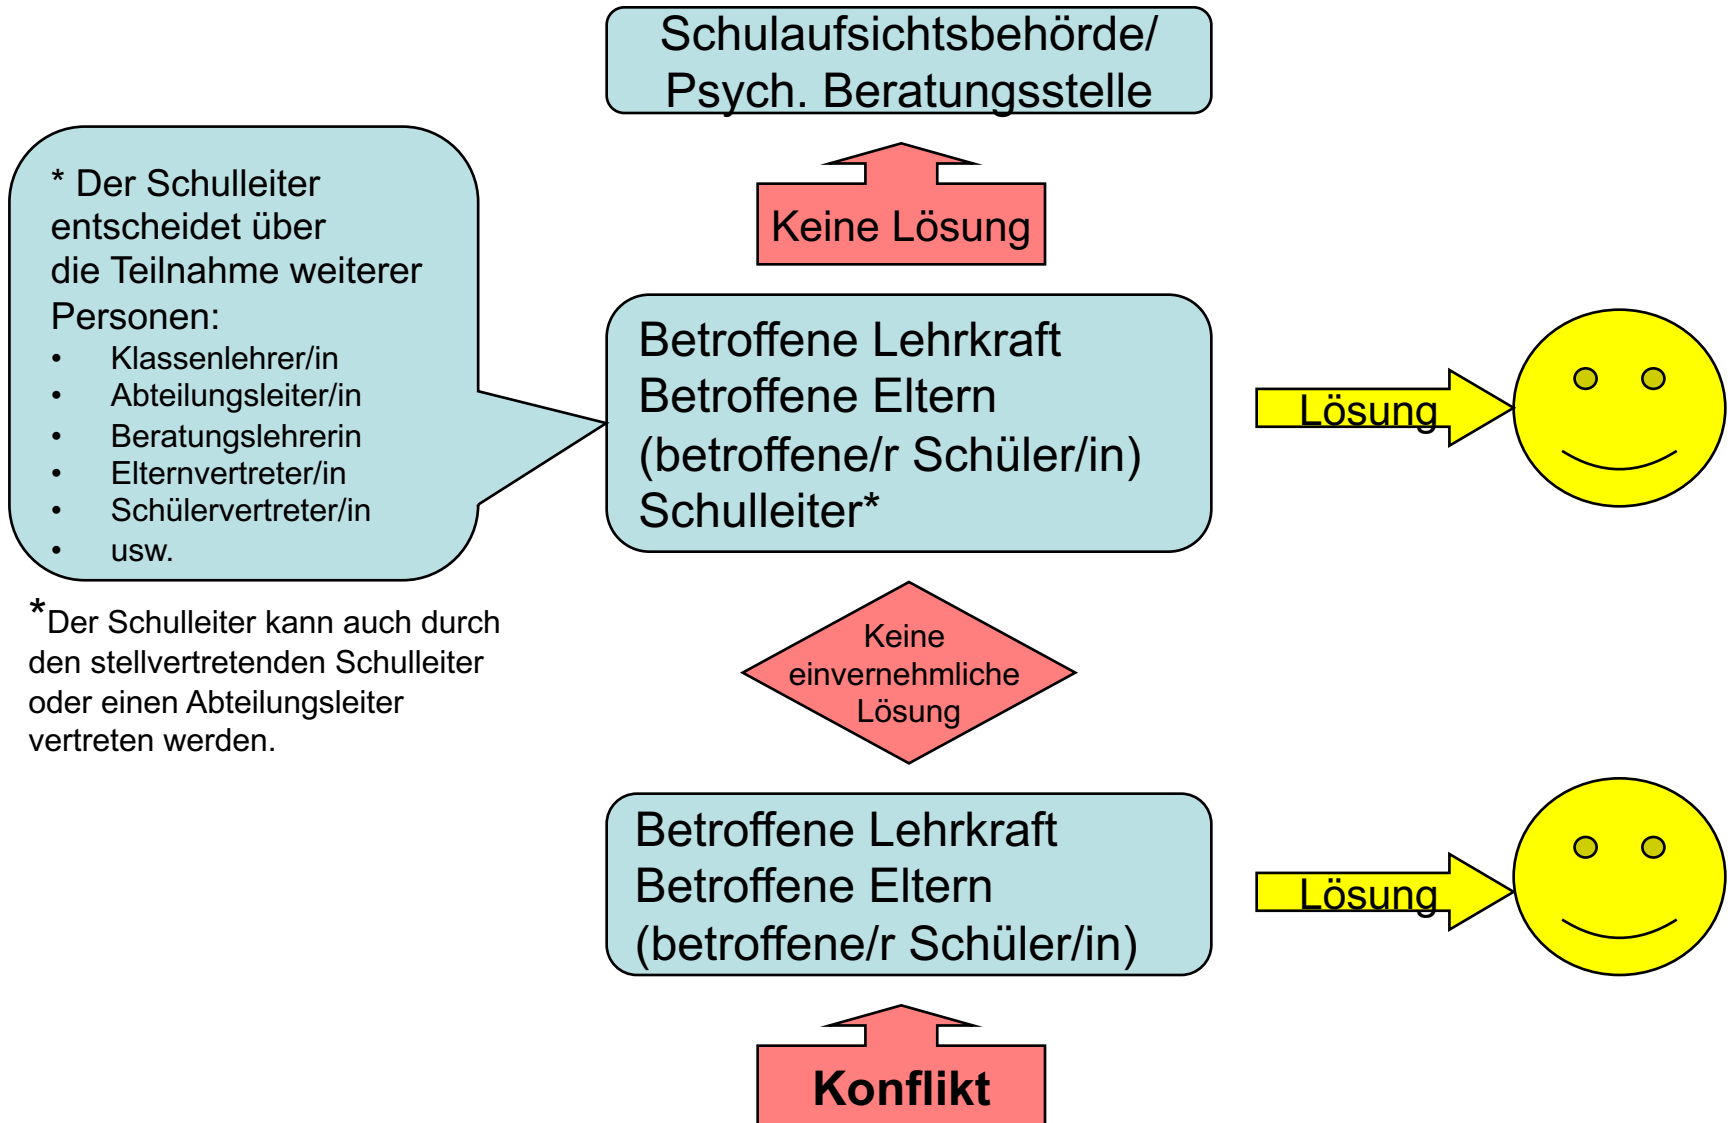 Schulaufsichtsbehörde/
Psych. Beratungsstelle
Keine Lösung
* Der Schulleiter
entscheidet über
die Teilnahme weiterer
Personen:
• Klassenlehrer/in
• Abteilungsleiter/in
• Beratungslehrerin
• Elternvertreter/in
• Schülervertreter/in
• usw.
Betroffene Lehrkraft
Betroffene Eltern
(betroffene/r Schüler/in)
Schulleiter*
Lösung
*Der Schulleiter kann auch durch
den stellvertretenden Schulleiter
oder einen Abteilungsleiter
vertreten werden.
Keine
einvernehmliche
Lösung
Betroffene Lehrkraft
Betroffene Eltern
(betroffene/r Schüler/in)
Lösung
Konflikt